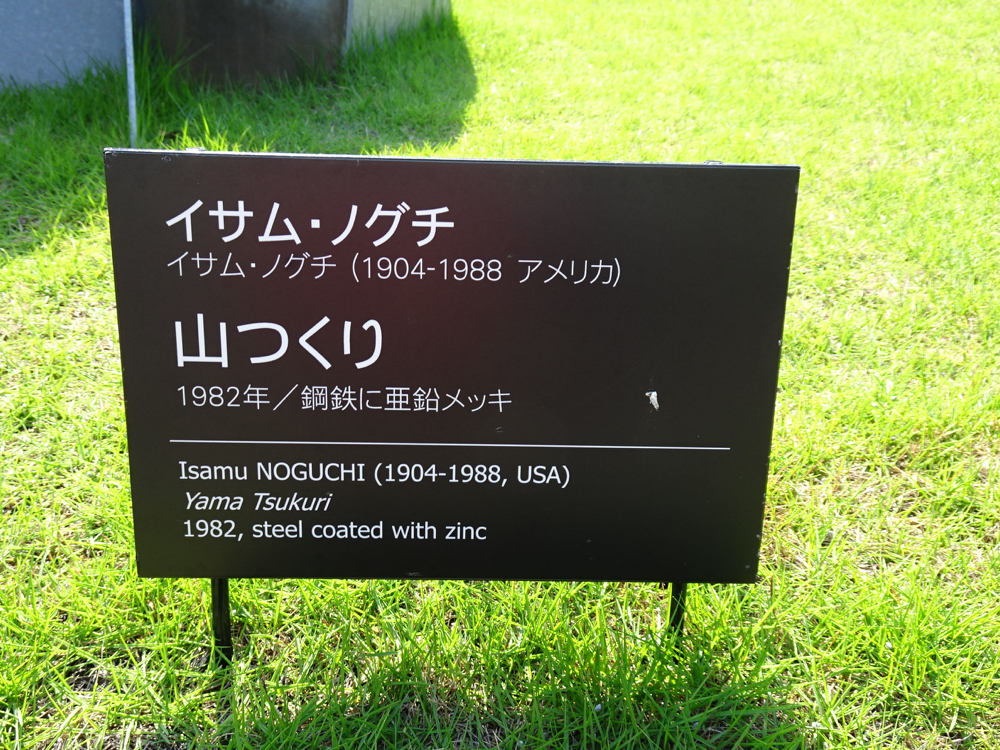 イサム・ノグチ
イサム・ノグチ (1904-1988 アメリカ)
山つくり
1982年／鋼鉄に亜鉛メッキ
Isamu NOGUCHI (1904-1988, USA)
Yama Tsukuri
1982, steel coated with zinc